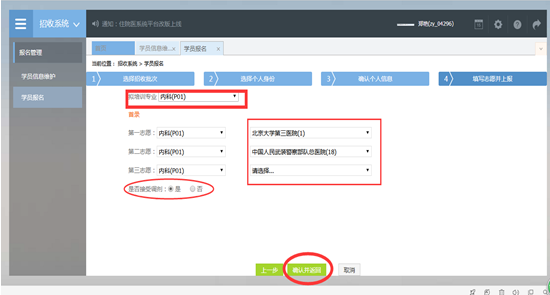 招收系统
通知：住院医系统平台改版上线
郑艳(zy_04296)
报名管理
学员信息维护
学员报名
学员信息维...
学员报名
当前位置：招收系统 > 学员报名
1 选择招收批次
2 选择个人身份
3 确认个人信息
4 填写志愿并上报
拟培训专业：内科(P01)
首录
第一志愿：内科(P01) 北京大学第三医院(1)
第二志愿：内科(P01) 中国人民武装警察部队总医院(18)
第三志愿：内科(P01) 请选择...
是否接受调剂：是 否
上一步 确认并返回 取消